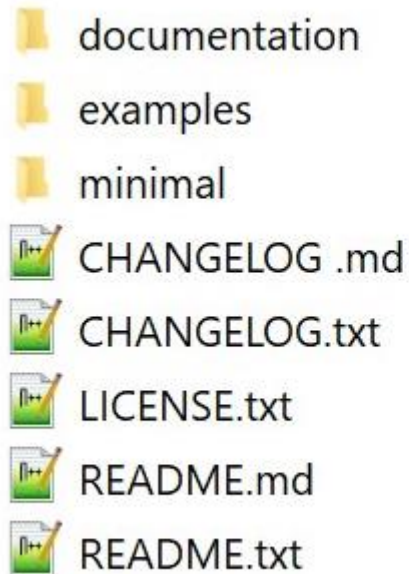 documentation
examples
minimal
CHANGELOG .md
CHANGELOG.txt
LICENSE.txt
README.md
README.txt